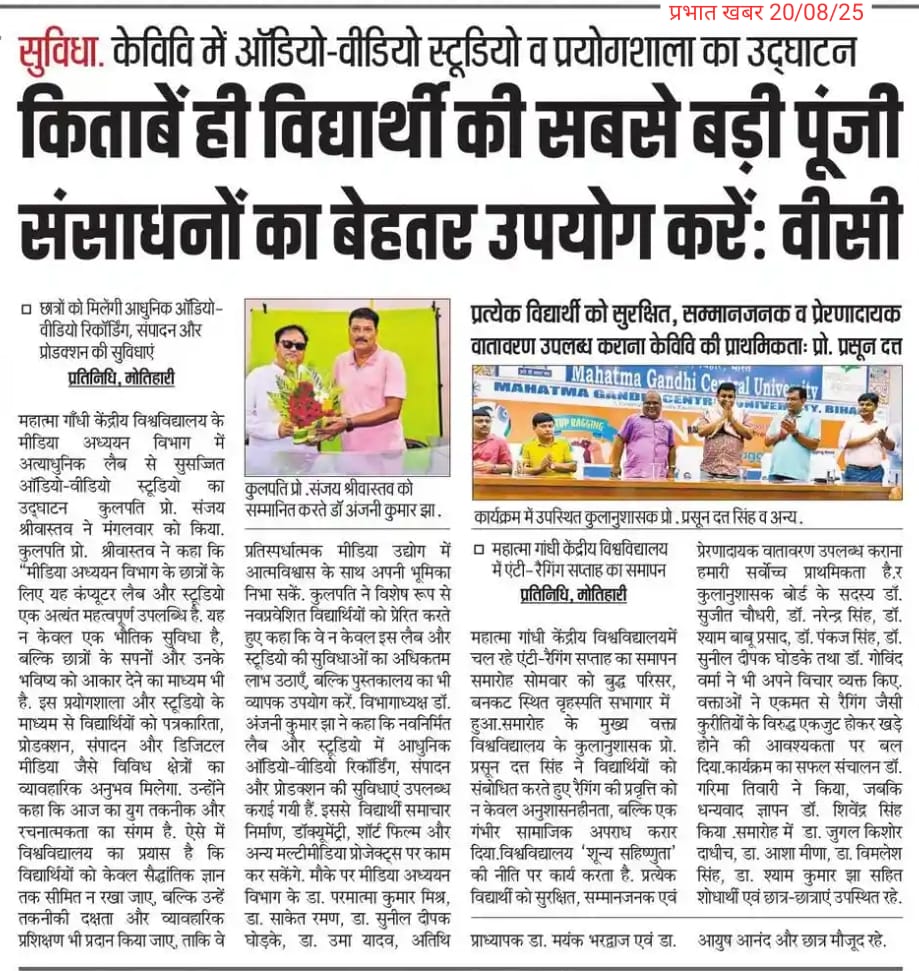 प्रभात खबर 20/08/25
सुविधा. केविवि में ऑडियो-वीडियो स्टूडियो व प्रयोगशाला का उद्घाटन
किताबें ही विद्यार्थी की सबसे बड़ी पूंजी
संसाधनों का बेहतर उपयोग करें: वीसी
छात्रों को मिलेंगी आधुनिक ऑडियो-
वीडियो रिकॉर्डिंग, संपादन और
प्रोडक्शन की सुविधाएं
प्रतिनिधि, मोतिहारी
महात्मा गाँधी केंद्रीय विश्वविद्यालय के
मीडिया अध्ययन विभाग में
अत्याधुनिक लैब से सुसज्जित
ऑडियो-वीडियो स्टूडियो का
उद्घाटन कुलपति प्रो. संजय
श्रीवास्तव ने मंगलवार को किया.
कुलपति प्रो. श्रीवास्तव ने कहा कि
“मीडिया अध्ययन विभाग के छात्रों के
लिए यह कंप्यूटर लैब और स्टूडियो
एक अत्यंत महत्वपूर्ण उपलब्धि है. यह
न केवल एक भौतिक सुविधा है,
बल्कि छात्रों के सपनों और उनके
भविष्य को आकार देने का माध्यम भी
है. इस प्रयोगशाला और स्टूडियो के
माध्यम से विद्यार्थियों को पत्रकारिता,
प्रोडक्शन, संपादन और डिजिटल
मीडिया जैसे विविध क्षेत्रों का
व्यावहारिक अनुभव मिलेगा. उन्होंने
कहा कि आज का युग तकनीक और
रचनात्मकता का संगम है. ऐसे में
विश्वविद्यालय का प्रयास है कि
विद्यार्थियों को केवल सैद्धांतिक ज्ञान
तक सीमित न रखा जाए, बल्कि उन्हें
तकनीकी दक्षता और व्यावहारिक
प्रशिक्षण भी प्रदान किया जाए, ताकि वे
कुलपति प्रो .संजय श्रीवास्तव को
सम्मानित करते डॉ अंजनी कुमार झा .
प्रतिस्पर्धात्मक मीडिया उद्योग में
आत्मविश्वास के साथ अपनी भूमिका
निभा सकें. कुलपति ने विशेष रूप से
नवप्रवेशित विद्यार्थियों को प्रेरित करते
हुए कहा कि वे न केवल इस लैब और
स्टूडियो की सुविधाओं का अधिकतम
लाभ उठाएँ, बल्कि पुस्तकालय का भी
व्यापक उपयोग करें. विभागाध्यक्ष डॉ.
अंजनी कुमार झा ने कहा कि नवनिर्मित
लैब और स्टूडियो में आधुनिक
ऑडियो-वीडियो रिकॉर्डिंग, संपादन
और प्रोडक्शन की सुविधाएं उपलब्ध
कराई गयी हैं. इससे विद्यार्थी समाचार
निर्माण, डॉक्यूमेंट्री, शॉर्ट फिल्म और
अन्य मल्टीमीडिया प्रोजेक्ट्स पर काम
कर सकेंगे. मौके पर मीडिया अध्ययन
विभाग के डा. परमात्मा कुमार मिश्र,
डा. साकेत रमण, डा. सुनील दीपक
घोड़के, डा. उमा यादव, अतिथि
प्राध्यापक डा. मयंक भरद्वाज एवं डा.
आयुष आनंद और छात्र मौजूद रहे.
प्रत्येक विद्यार्थी को सुरक्षित, सम्मानजनक व प्रेरणादायक
वातावरण उपलब्ध कराना केविवि की प्राथमिकताः प्रो. प्रसून दत्त
Mahatma Gandhi Central University
MAHATMA GANDHI CENTRAL UNIVERSITY, BIHA
RAGGING
कार्यक्रम में उपस्थित कुलानुशासक प्रो . प्रसून दत्त सिंह व अन्य .
महात्मा गांधी केंद्रीय विश्वविद्यालय
में एंटी- रैगिंग सप्ताह का समापन
प्रतिनिधि, मोतिहारी
महात्मा गांधी केंद्रीय विश्वविद्यालयमें
चल रहे एंटी-रैगिंग सप्ताह का समापन
समारोह सोमवार को बुद्ध परिसर,
बनकट स्थित वृहस्पति सभागार में
हुआ.समारोह के मुख्य वक्ता
विश्वविद्यालय के कुलानुशासक प्रो.
प्रसून दत्त सिंह ने विद्यार्थियों को
संबोधित करते हुए रैगिंग की प्रवृत्ति को
न केवल अनुशासनहीनता, बल्कि एक
गंभीर सामाजिक अपराध करार
दिया.विश्वविद्यालय ‘शून्य सहिष्णुता’
की नीति पर कार्य करता है. प्रत्येक
विद्यार्थी को सुरक्षित, सम्मानजनक एवं
प्रेरणादायक वातावरण उपलब्ध कराना
हमारी सर्वोच्च प्राथमिकता है.र
कुलानुशासक बोर्ड के सदस्य डॉ.
सुजीत चौधरी, डॉ. नरेन्द्र सिंह, डॉ.
श्याम बाबू प्रसाद, डॉ. पंकज सिंह, डॉ.
सुनील दीपक घोडके तथा डॉ. गोविंद
वर्मा ने भी अपने विचार व्यक्त किए.
वक्ताओं ने एकमत से रैगिंग जैसी
कुरीतियों के विरुद्ध एकजुट होकर खड़े
होने की आवश्यकता पर बल
दिया.कार्यक्रम का सफल संचालन डॉ.
गरिमा तिवारी ने किया, जबकि
धन्यवाद ज्ञापन डॉ. शिवेंद्र सिंह
किया .समारोह में डा. जुगल किशोर
दाधीच, डा. आशा मीणा, डा. विमलेश
सिंह, डा. श्याम कुमार झा सहित
शोधार्थी एवं छात्र-छात्राएं उपस्थित रहे.